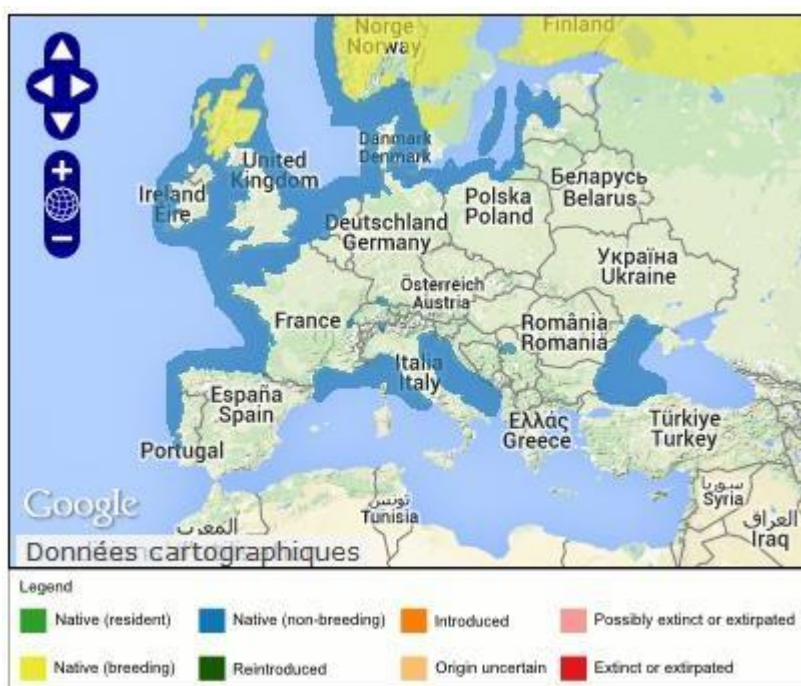 Norge
Norway
wa
Finland
United
Kingdom
Ireland
Éire
Danmark
Denmark
Беларусь
Belarus
Polska
Poland
Deutschland
Germany
Україна
Ukraine
Österreich
Austria
France
România
Romania
Italia
Italy
España
Spain
Portugal
Ελλάς
Greece
Türkiye
Turkey
Google
تونس
Tunisia
سوريا
Syria
المغرب
العراق
Iraq
Données cartographiques
Legend
Native (resident)
Native (non-breeding)
Introduced
Possibly extinct or extirpated
Native (breeding)
Reintroduced
Origin uncertain
Extinct or extirpated